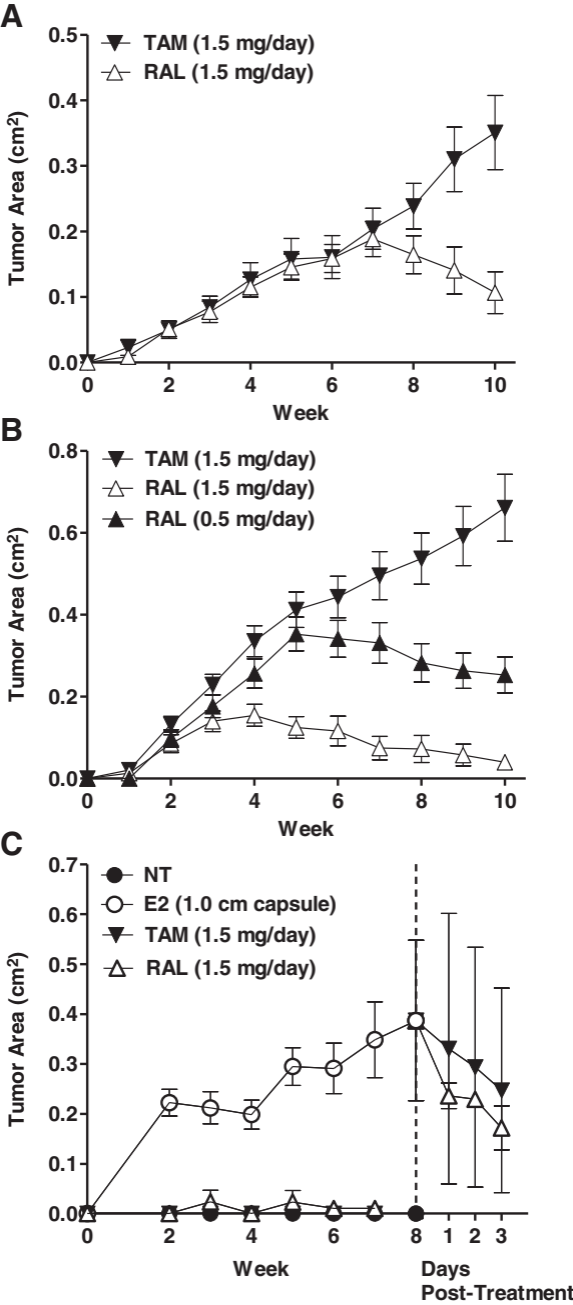 A
0.5
0.4
0.3
0.2
0.1
0.0
Tumor Area (cm²)
TAM (1.5 mg/day)
RAL (1.5 mg/day)
0 2 4 6 8 10
Week
B
0.8
0.6
0.4
0.2
0.0
Tumor Area (cm²)
TAM (1.5 mg/day)
RAL (1.5 mg/day)
RAL (0.5 mg/day)
0 2 4 6 8 10
Week
C
0.7
0.6
0.5
0.4
0.3
0.2
0.1
0.0
Tumor Area (cm²)
NT
E2 (1.0 cm capsule)
TAM (1.5 mg/day)
RAL (1.5 mg/day)
0 2 4 6 8 1 2 3
Week
Days
Post-Treatment